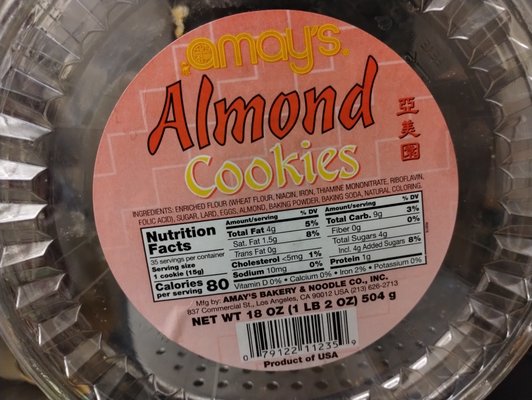 amay's®
Almond
Cookies
亞
美
INGREDIENTS: ENRICHED FLOUR (WHEAT FLOUR, NIACIN, IRON, THIAMINE MONONITRATE, RIBOFLAVIN,
FOLIC ACID), SUGAR, LARD, EGGS, ALMOND, BAKING POWDER, BAKING SODA, NATURAL COLORING.
Nutrition
Facts
35 servings per container
Serving size
1 cookie (15g)
Calories 80
per serving
Amount/serving % DV
Total Fat 4g 5%
Sat. Fat 1.5g 8%
Trans Fat 0g
Cholesterol <5mg 1%
Sodium 10mg 0%
Amount/serving % DV
Total Carb. 9g 3%
Fiber 0g 0%
Total Sugars 4g
Incl. 4g Added Sugars 8%
Protein 1g
Vitamin D 0% • Calcium 0% • Iron 2% • Potassium 0%
Mfg by: AMAY'S BAKERY & NOODLE CO., INC.
837 Commercial St., Los Angeles, CA 90012 USA (213) 626-2713
NET WT 18 OZ (1 LB 2 OZ) 504 g
0 79122 11235 9
Product of USA